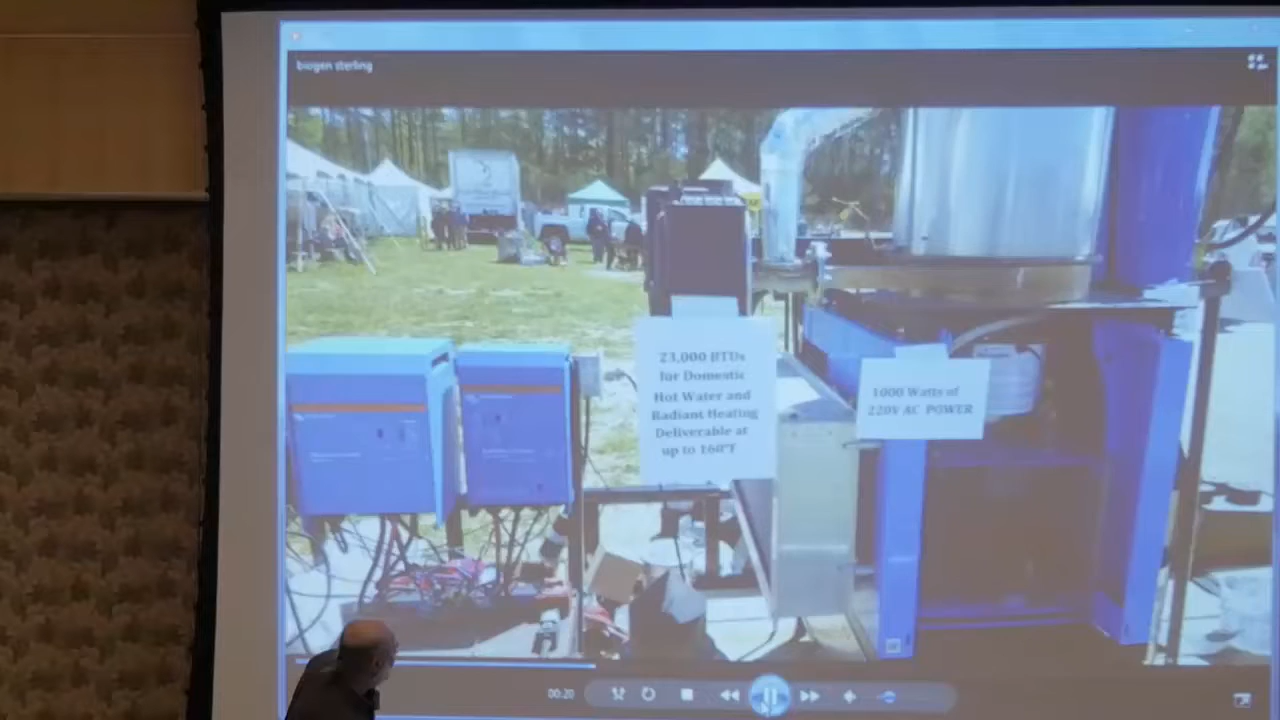 biogen sterling
23,000 BTUs
for Domestic
Hot Water and
Radiant Heating
Deliverable at
up to 160°F
1000 Watts of
220V AC POWER
00:20